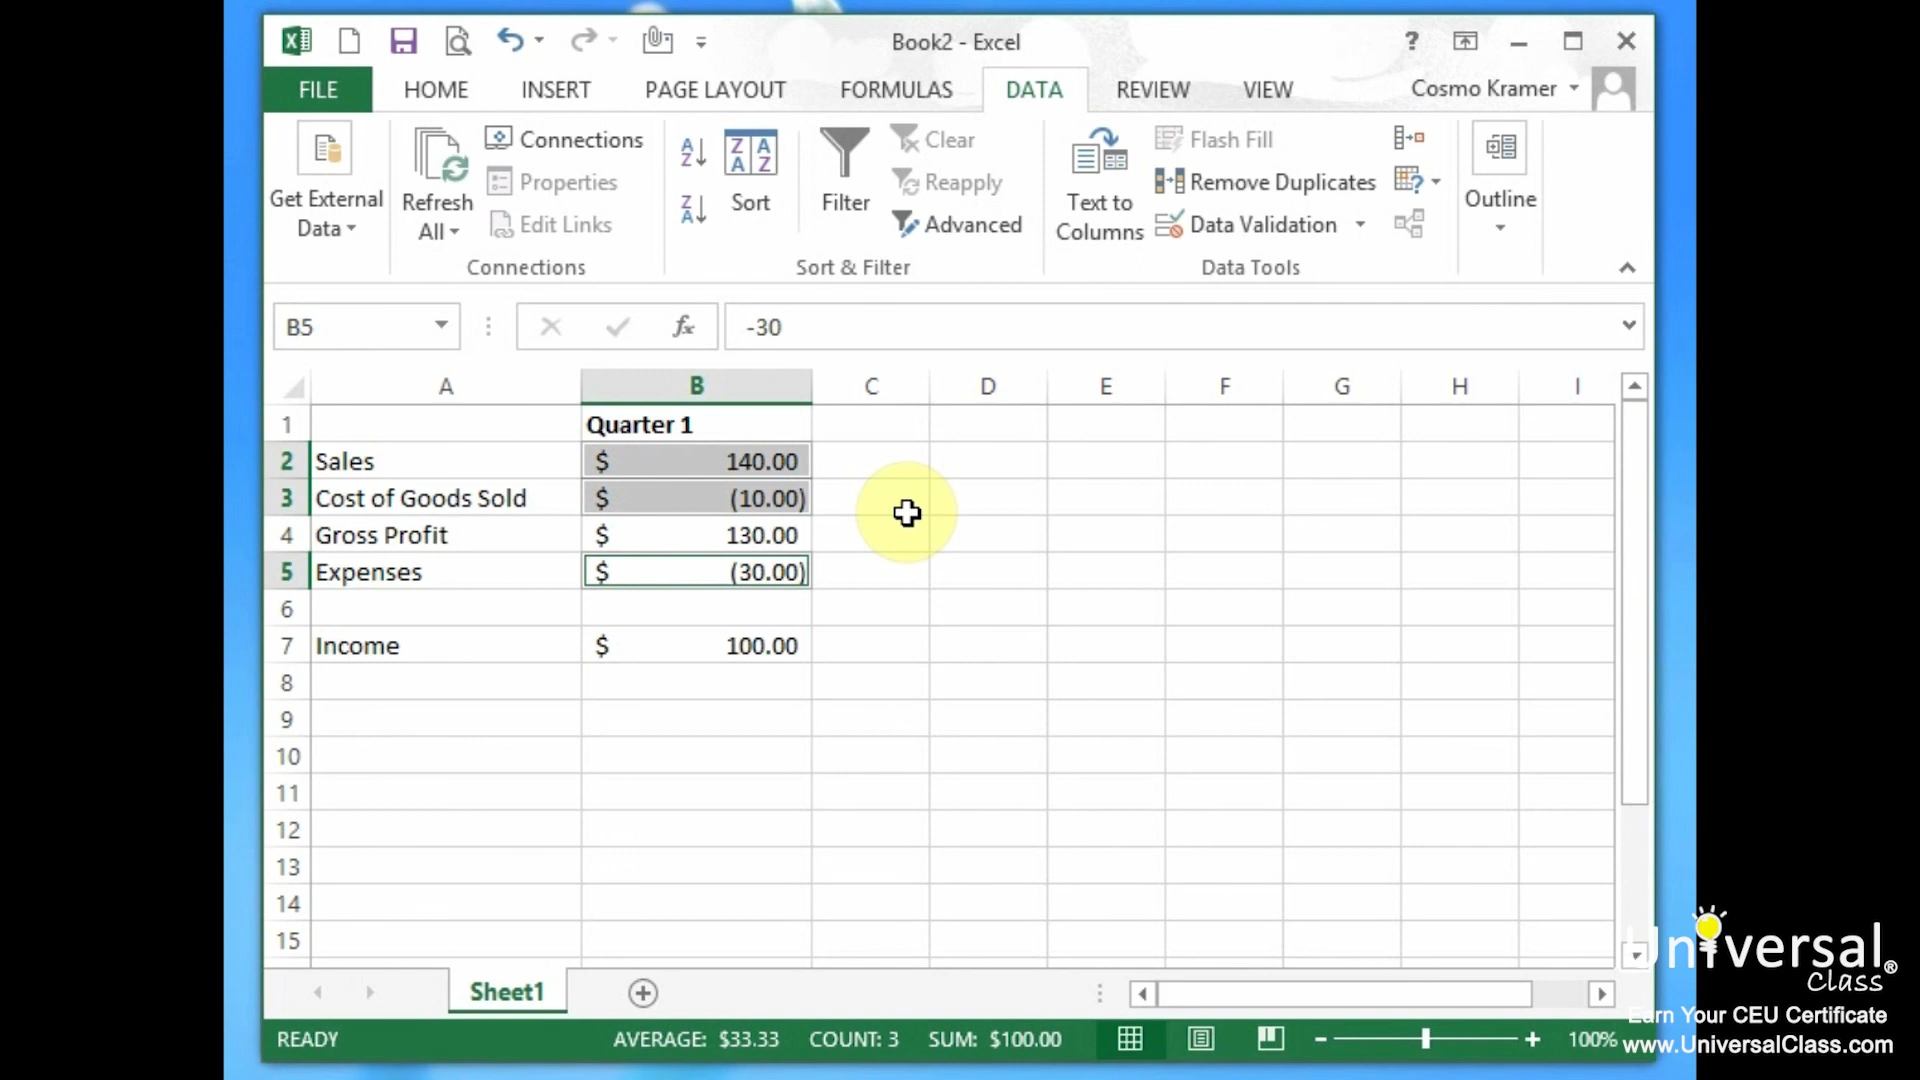 Book2 - Excel
?
FILE HOME INSERT PAGE LAYOUT FORMULAS DATA REVIEW VIEW Cosmo Kramer
Get External Data
Refresh All
Connections
Properties
Edit Links
Connections
Sort
Filter
Clear
Reapply
Advanced
Sort & Filter
Text to Columns
Flash Fill
Remove Duplicates
Data Validation
Data Tools
Outline
B5 fx -30
A B C D E F G H I
1 Quarter 1
2 Sales $ 140.00
3 Cost of Goods Sold $ (10.00)
4 Gross Profit $ 130.00
5 Expenses $ (30.00)
6
7 Income $ 100.00
8
9
10
11
12
13
14
15
Sheet1
READY AVERAGE: $33.33 COUNT: 3 SUM: $100.00 100%
Universal®
Class
Earn Your CEU Certificate
www.UniversalClass.com